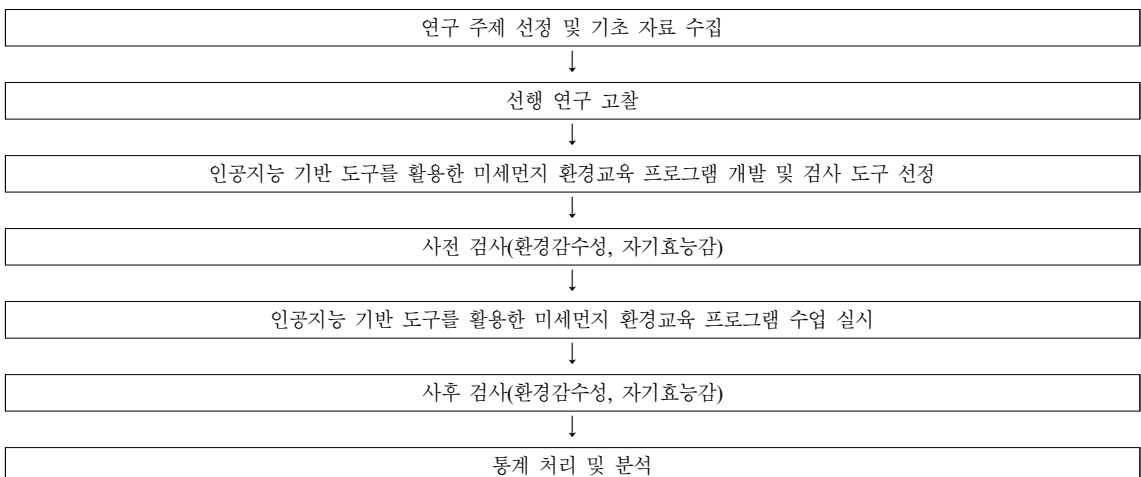 연구 주제 선정 및 기초 자료 수집
↓
선행 연구 고찰
↓
인공지능 기반 도구를 활용한 미세먼지 환경교육 프로그램 개발 및 검사 도구 선정
↓
사전 검사(환경감수성, 자기효능감)
↓
인공지능 기반 도구를 활용한 미세먼지 환경교육 프로그램 수업 실시
↓
사후 검사(환경감수성, 자기효능감)
↓
통계 처리 및 분석